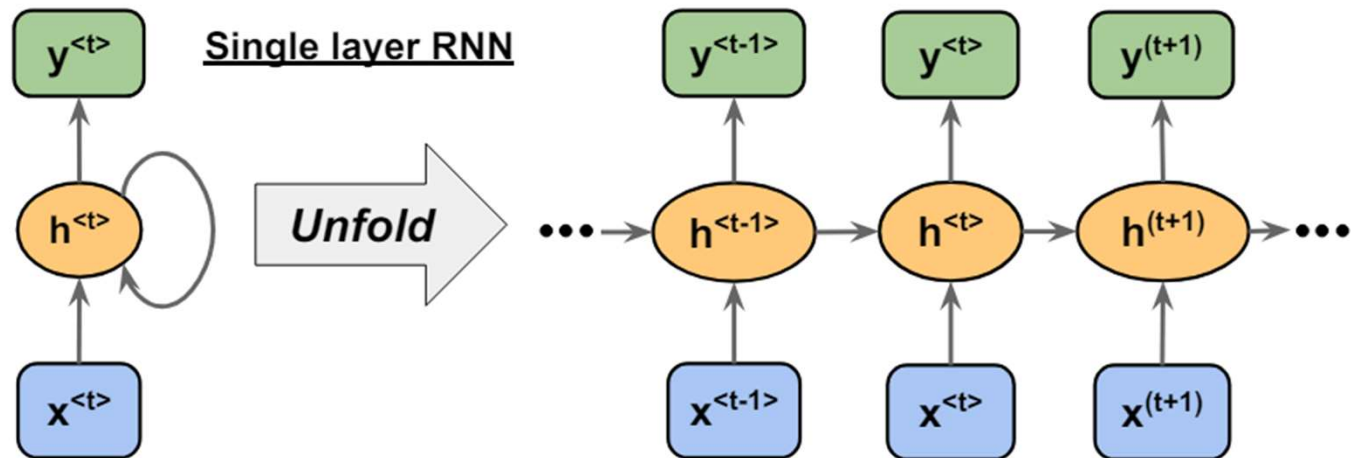 y<t>
Single layer RNN
y<t-1>
y<t>
y(t+1)
h<t>
Unfold
•••
h<t-1>
h<t>
h(t+1)
•••
x<t>
x<t-1>
x<t>
x(t+1)